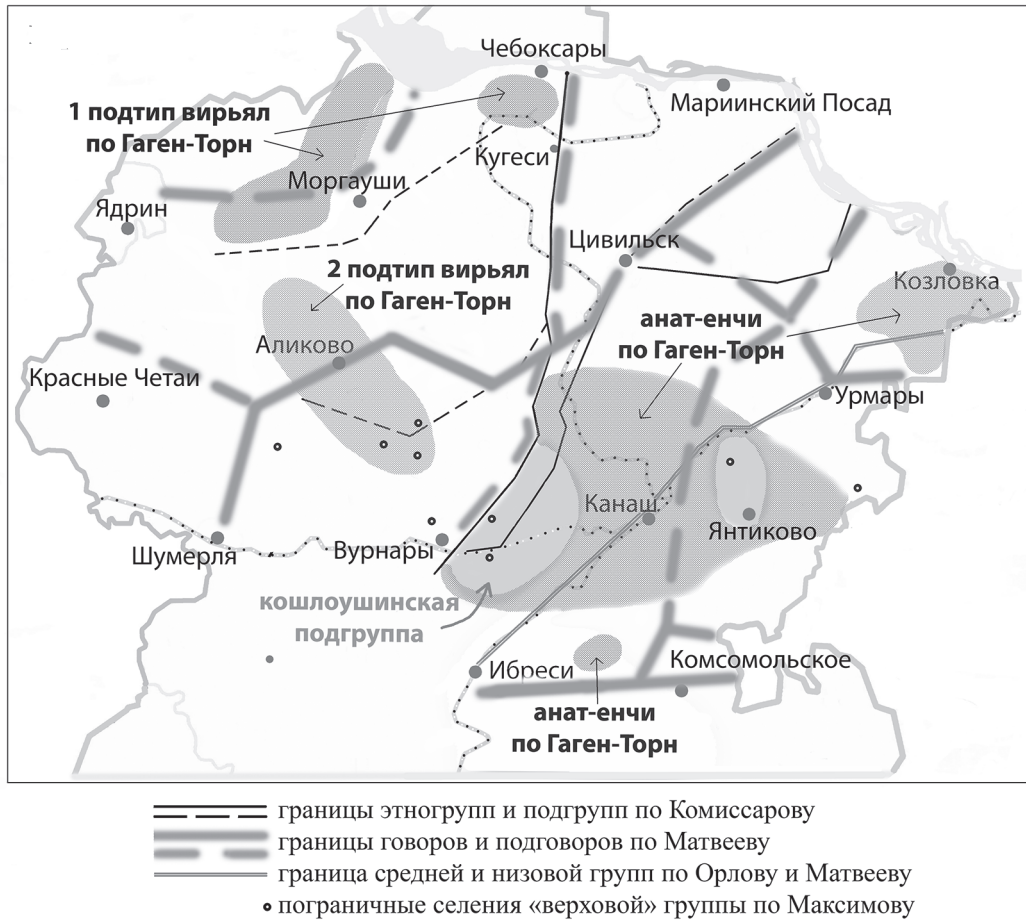 Чебоксары
Мариинский Посад
1 подтип вирьял
по Гаген-Торн
Кугеси
Моргауши
Ядрин
Цивильск
2 подтип вирьял
по Гаген-Торн
Козловка
анат-енчи
по Гаген-Торн
Аликово
Красные Четаи
Урмары
Канаш
Янтиково
Шумерля
Вурнары
кошлоушинская
подгруппа
Ибреси
Комсомольское
анат-енчи
по Гаген-Торн
границы этногрупп и подгрупп по Комиссарову
границы говоров и подговоров по Матвееву
граница средней и низовой групп по Орлову и Матвееву
пограничные селения «верховой» группы по Максимову